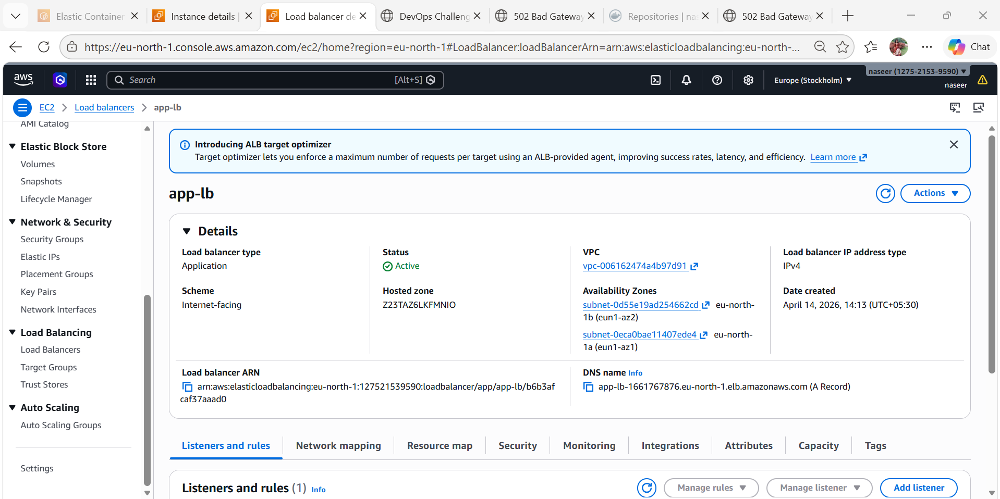 Elastic Container
Instance details |
Load balancer de
DevOps Challeng
502 Bad Gateway
Repositories | na
502 Bad Gateway
https://eu-north-1.console.aws.amazon.com/ec2/home?region=eu-north-1#LoadBalancer:loadBalancerArn=arn:aws:elasticloadbalancing:eu-north-...
Chat
aws
Search
[Alt+S]
Europe (Stockholm)
naseer (1275-2153-9590)
naseer
EC2
Load balancers
app-lb
AMI Catalog
Elastic Block Store
Volumes
Snapshots
Lifecycle Manager
Network & Security
Security Groups
Elastic IPs
Placement Groups
Key Pairs
Network Interfaces
Load Balancing
Load Balancers
Target Groups
Trust Stores
Auto Scaling
Auto Scaling Groups
Settings
Introducing ALB target optimizer
Target optimizer lets you enforce a maximum number of requests per target using an ALB-provided agent, improving success rates, latency, and efficiency. Learn more
app-lb
Actions
Details
Load balancer type
Application
Status
Active
VPC
vpc-006162474a4b97d91
Load balancer IP address type
IPv4
Scheme
Internet-facing
Hosted zone
Z23TAZ6LKFMNIO
Availability Zones
subnet-0d55e19ad254662cd eu-north-
1b (eun1-az2)
subnet-0eca0bae11407ede4 eu-north-
1a (eun1-az1)
Date created
April 14, 2026, 14:13 (UTC+05:30)
Load balancer ARN
arn:aws:elasticloadbalancing:eu-north-1:127521539590:loadbalancer/app/app-lb/b6b3af
caf37aaad0
DNS name Info
app-lb-1661767876.eu-north-1.elb.amazonaws.com (A Record)
Listeners and rules
Network mapping
Resource map
Security
Monitoring
Integrations
Attributes
Capacity
Tags
Listeners and rules (1) Info
Manage rules
Manage listener
Add listener